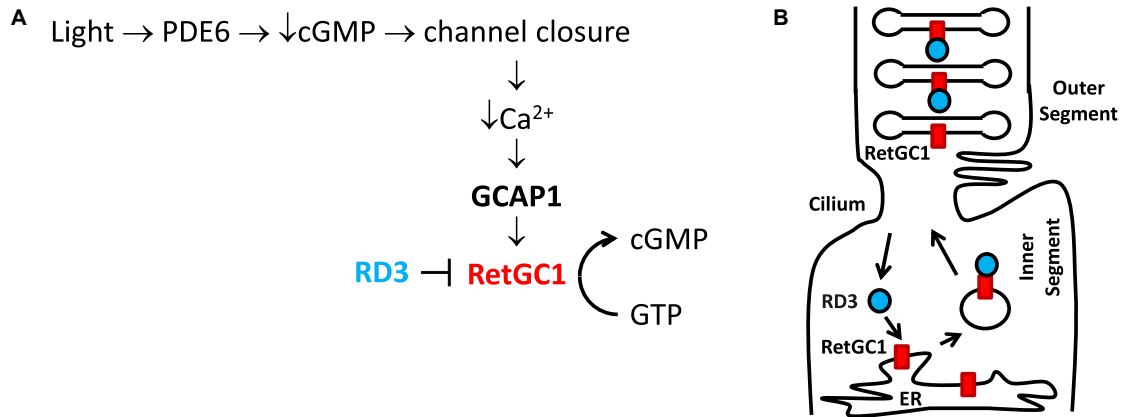 A
Light → PDE6 → ↓cGMP → channel closure
↓
↓Ca²⁺
↓
GCAP1
↓
RD3 ⊣ RetGC1
cGMP
GTP
B
Outer
Segment
RetGC1
Cilium
Inner
Segment
RD3
RetGC1
ER